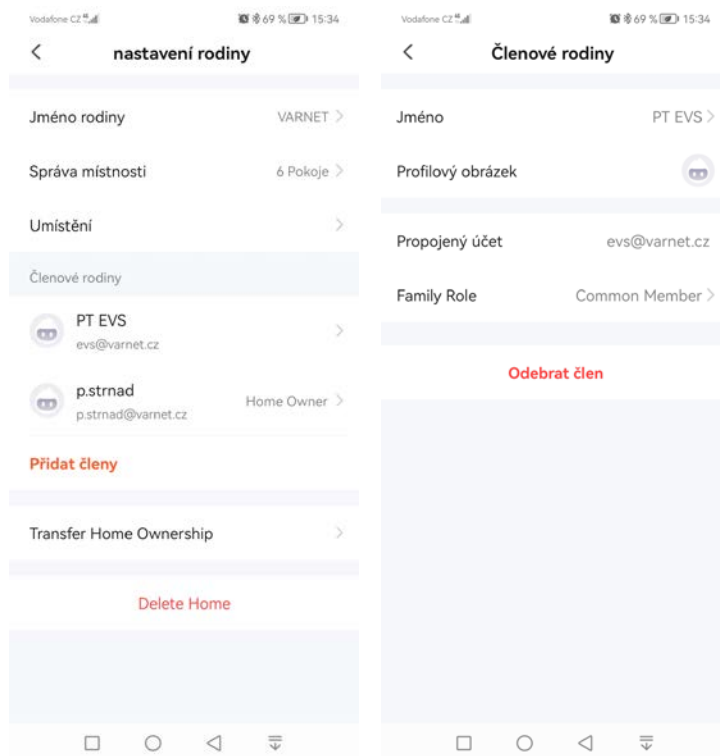 Vodafone CZ 69 % 15:34
nastavení rodiny
Jméno rodiny VARNET
Správa místnosti 6 Pokoje
Umístění
Členové rodiny
PT EVS
evs@varnet.cz
p.strnad
p.strnad@varnet.cz
Home Owner
Přidat členy
Transfer Home Ownership
Delete Home
Vodafone CZ 69 % 15:34
Členové rodiny
Jméno PT EVS
Profilový obrázek
Propojený účet evs@varnet.cz
Family Role Common Member
Odebrat člen